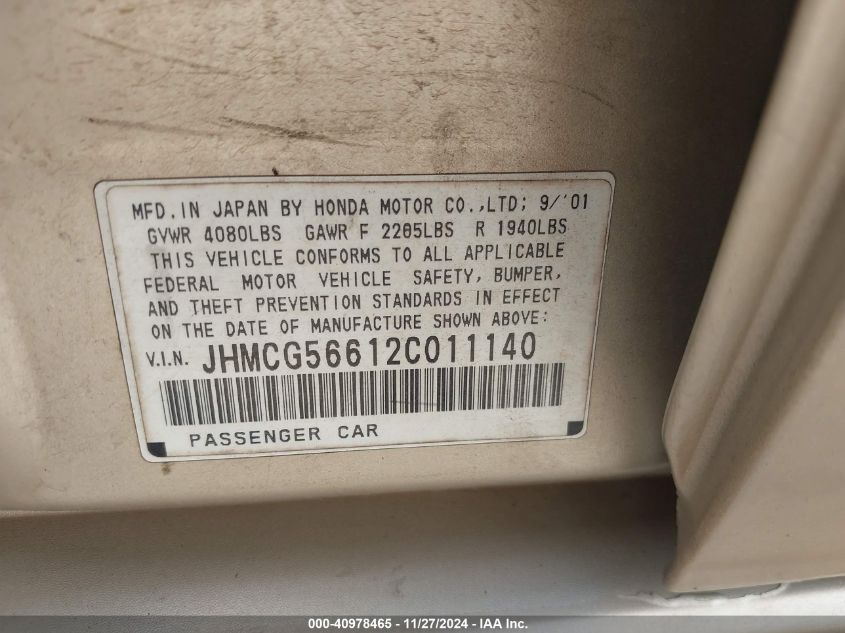 MFD. IN JAPAN BY HONDA MOTOR CO.,LTD; 9/'01
GVWR 4080LBS GAWR F 2205LBS R 1940LBS
THIS VEHICLE CONFORMS TO ALL APPLICABLE
FEDERAL MOTOR VEHICLE SAFETY, BUMPER,
AND THEFT PREVENTION STANDARDS IN EFFECT
ON THE DATE OF MANUFACTURE SHOWN ABOVE:
V.I.N. JHMCG56612C011140
PASSENGER CAR
000-40978465 - 11/27/2024 - IAA Inc.